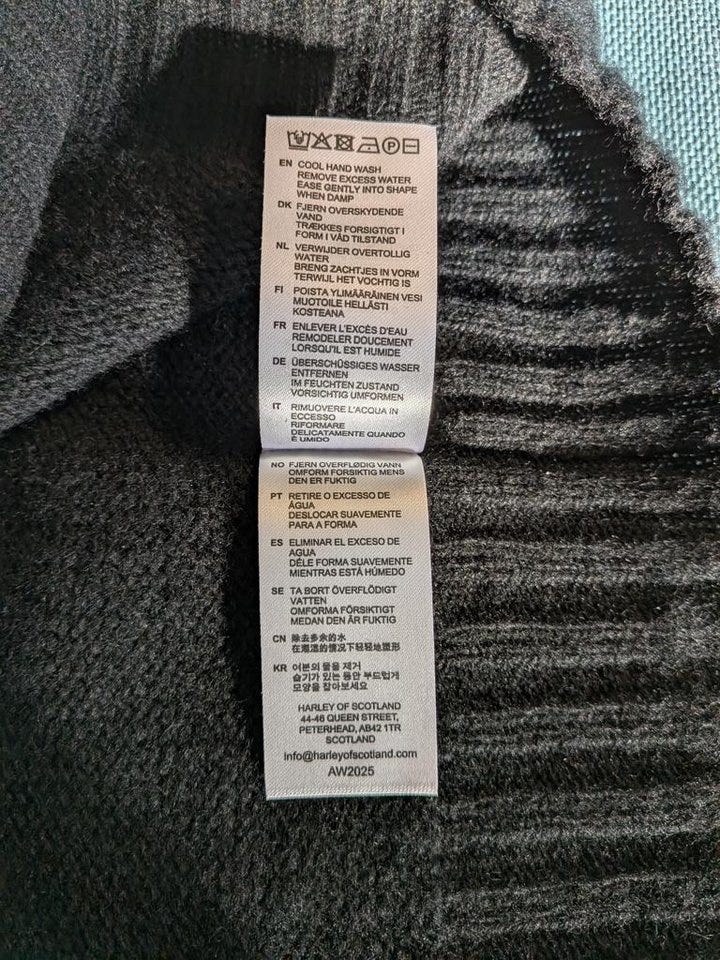 EN COOL HAND WASH
REMOVE EXCESS WATER
EASE GENTLY INTO SHAPE
WHEN DAMP
DK FJERN OVERSKYDENDE
VAND
TRÆKKES FORSIGTIGT I
FORM I VÅD TILSTAND
NL VERWIJDER OVERTOLLIG
WATER
BRENG ZACHTJES IN VORM
TERWIJL HET VOCHTIG IS
FI POISTA YLIMÄÄRÄINEN VESI
MUOTOILE HELLÄSTI
KOSTEANA
FR ENLEVER L'EXCÈS D'EAU
REMODELER DOUCEMENT
LORSQU'IL EST HUMIDE
DE ÜBERSCHÜSSIGES WASSER
ENTFERNEN
IM FEUCHTEN ZUSTAND
VORSICHTIG UMFORMEN
IT RIMUOVERE L'ACQUA IN
ECCESSO
RIFORMARE
DELICATAMENTE QUANDO
È UMIDO
NO FJERN OVERFLØDIG VANN
OMFORM FORSIKTIG MENS
DEN ER FUKTIG
PT RETIRE O EXCESSO DE
ÁGUA
DESLOCAR SUAVEMENTE
PARA A FORMA
ES ELIMINAR EL EXCESO DE
AGUA
DÉLE FORMA SUAVEMENTE
MIENTRAS ESTÁ HÚMEDO
SE TA BORT ÖVERFLÖDIGT
VATTEN
OMFORMA FÖRSIKTIGT
MEDAN DEN ÄR FUKTIG
CN 除去多余的水
在潮湿的情况下轻轻地塑形
KR 여분의 물을 제거
습기가 있는 동안 부드럽게
모양을 잡아보세요
HARLEY OF SCOTLAND
44-46 QUEEN STREET,
PETERHEAD, AB42 1TR
SCOTLAND
info@harleyofscotland.com
AW2025